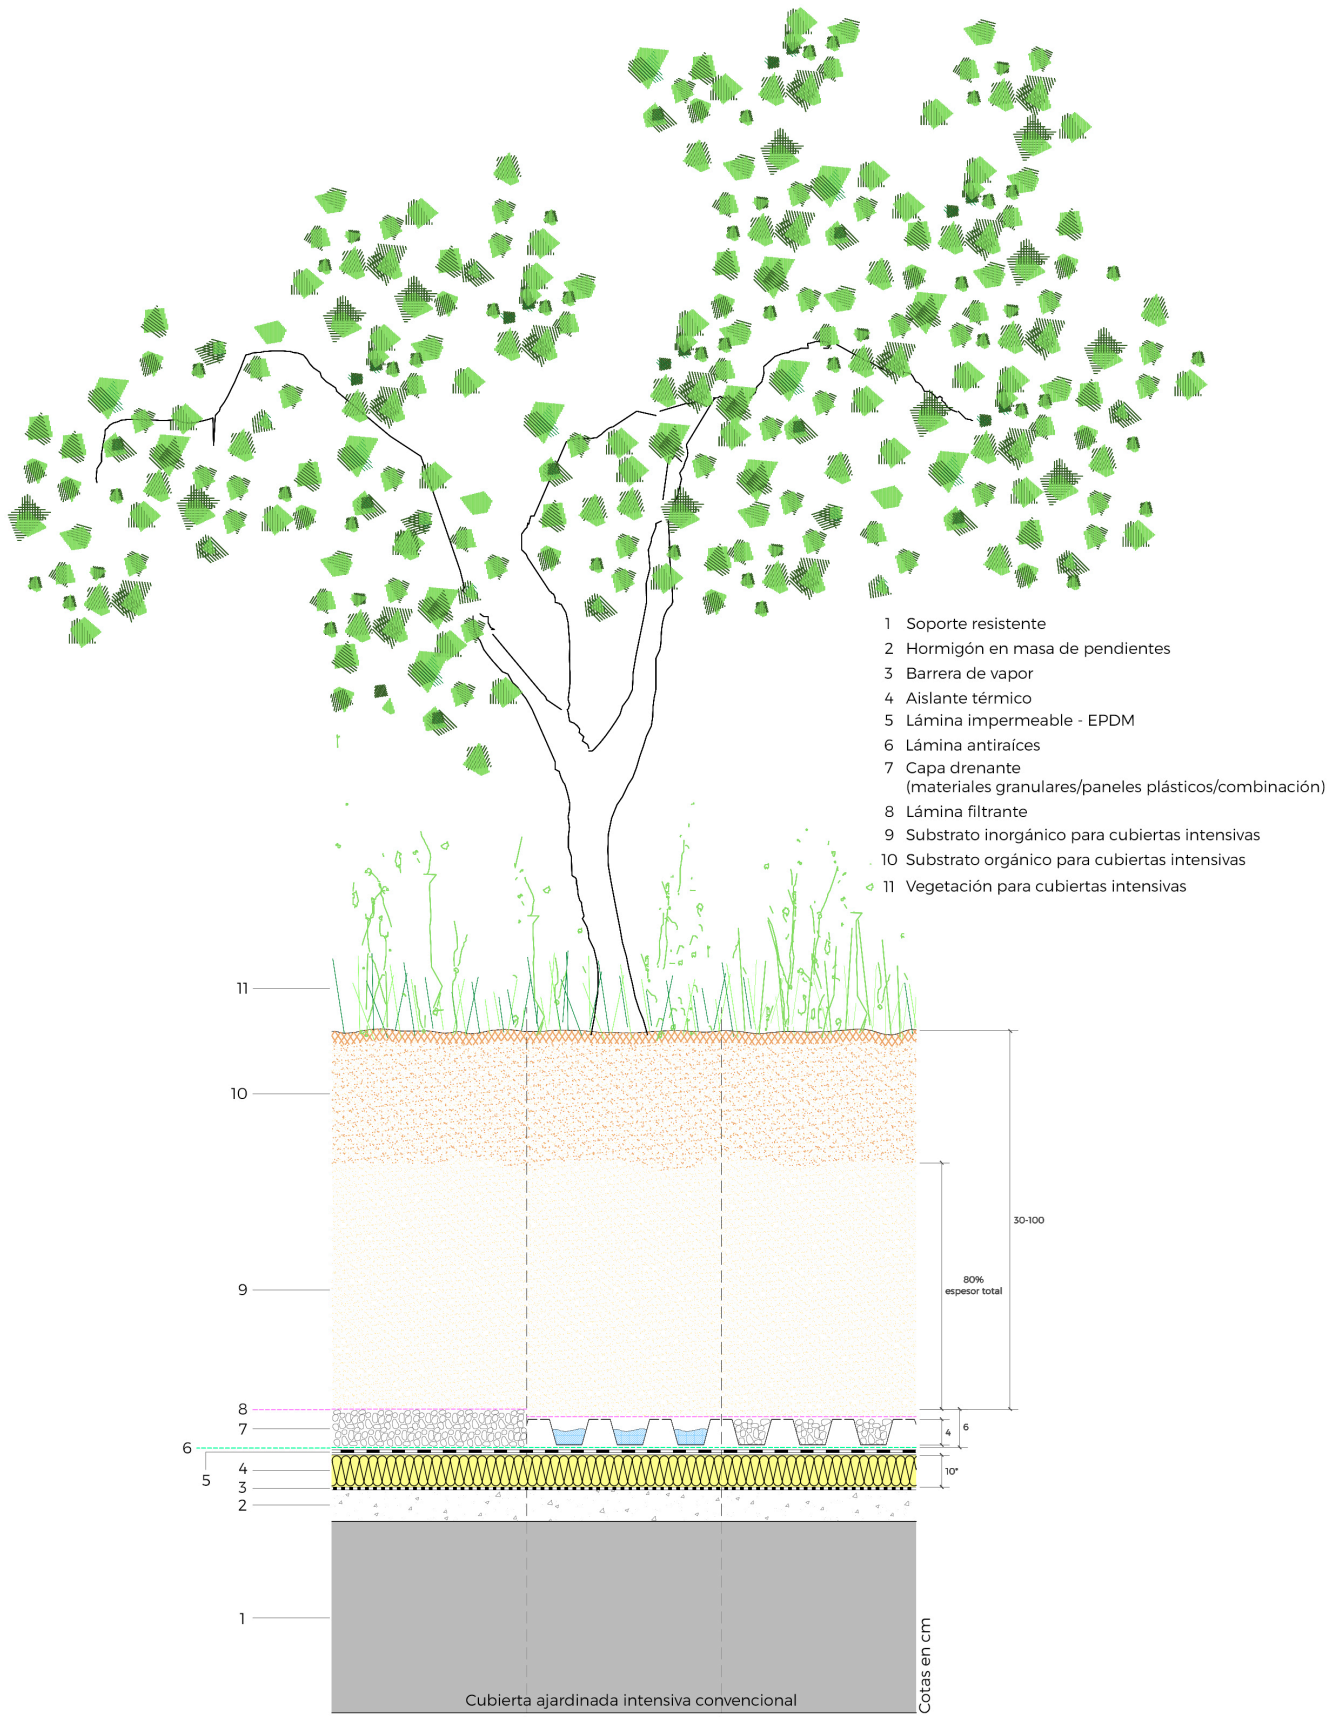 1 Soporte resistente
2 Hormigón en masa de pendientes
3 Barrera de vapor
4 Aislante térmico
5 Lámina impermeable - EPDM
6 Lámina antiraíces
7 Capa drenante
(materiales granulares/paneles plásticos/combinación)
8 Lámina filtrante
9 Substrato inorgánico para cubiertas intensivas
10 Substrato orgánico para cubiertas intensivas
11 Vegetación para cubiertas intensivas
11
10
30-100
80%
espesor total
9
8
7
6
4
6
5
4
10*
3
2
1
Cotas en cm
Cubierta ajardinada intensiva convencional